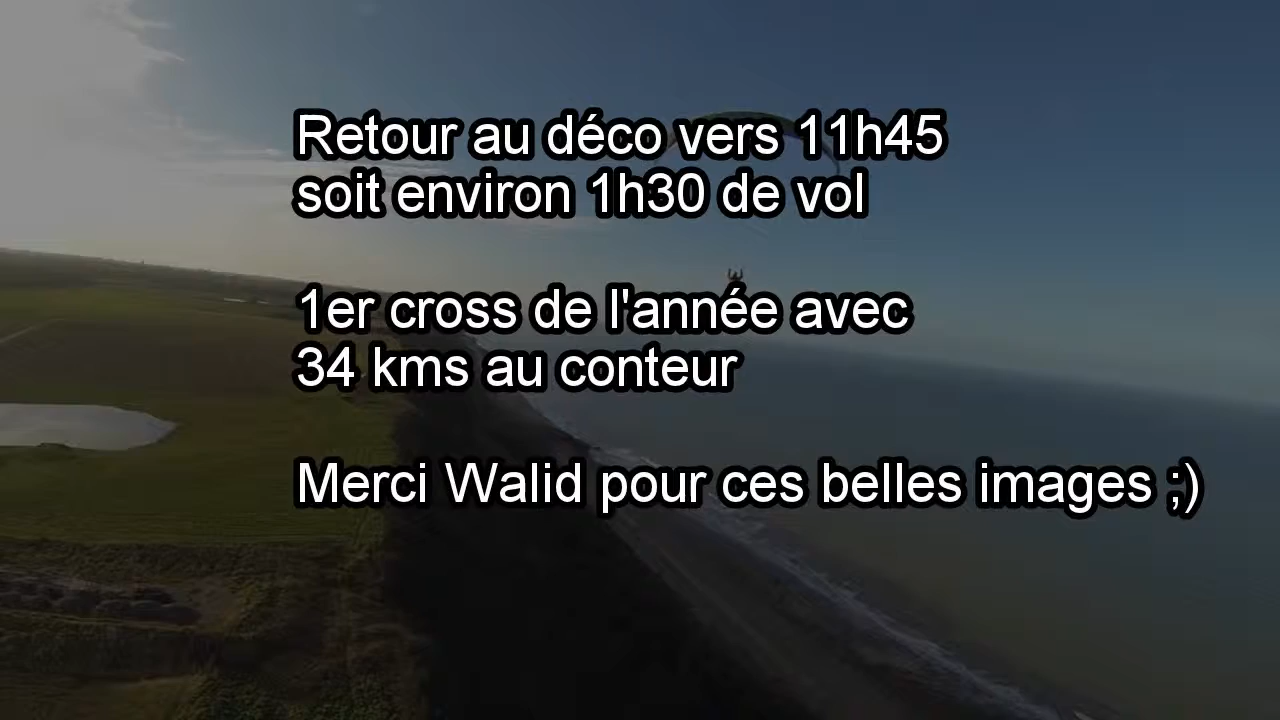 Retour au déco vers 11h45
soit environ 1h30 de vol
1er cross de l'année avec
34 kms au conteur
Merci Walid pour ces belles images ;)